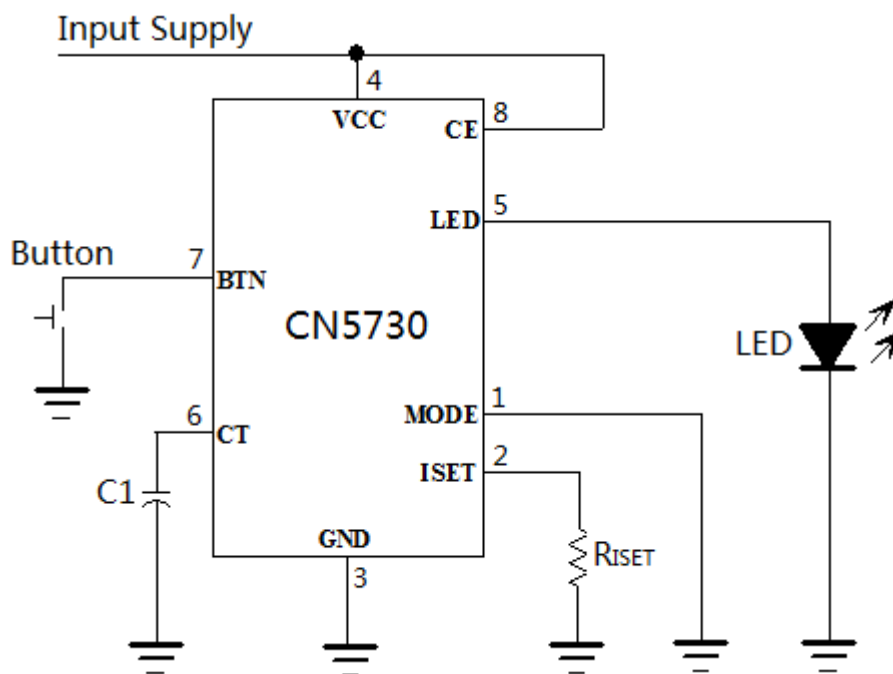 Input Supply
4
VCC
8
CE
5
LED
Button
7
BTN
CN5730
LED
1
MODE
6
CT
2
ISET
C1
GND
RISET
3